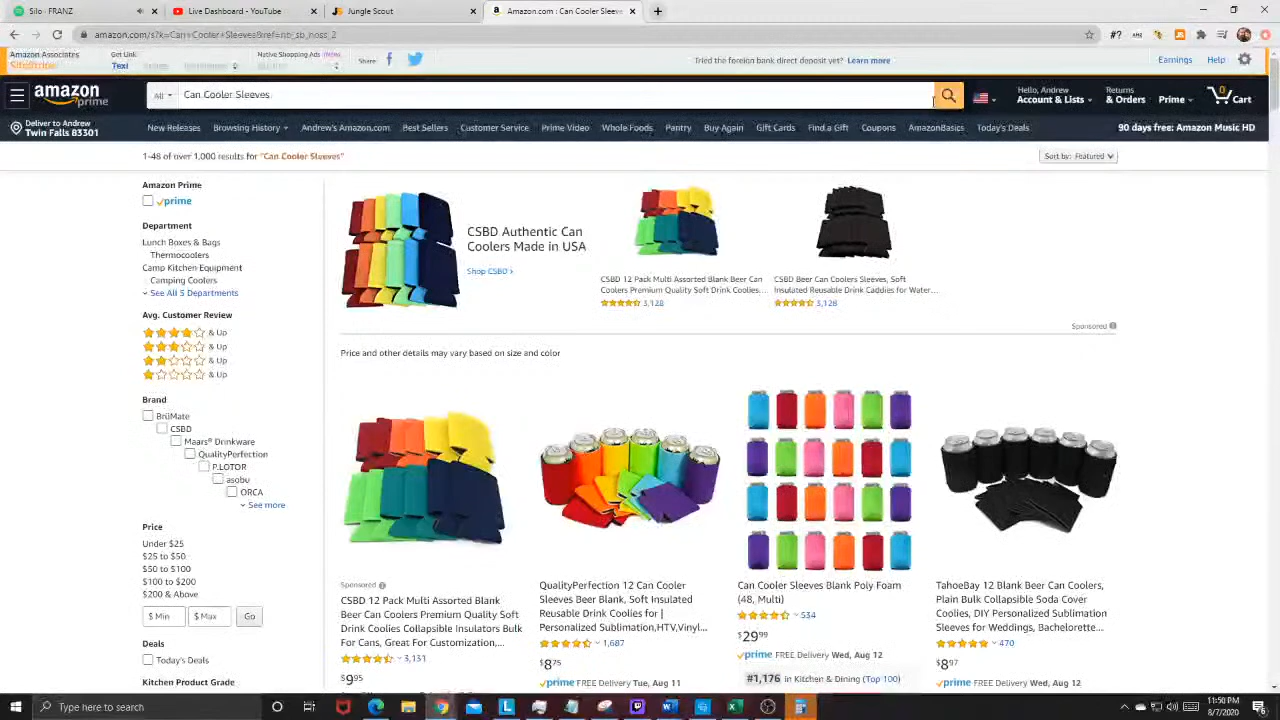 Silo - FRANZ
Live Dashboard - YouTube
Jungle Scout
Amazon.com : Can Cooler Sleeves
amazon.com/s?k=Can+Cooler+Sleeves&ref=nb_sb_noss_2
Amazon Associates
SiteStripe
Get Link
Text
Native Shopping Ads (New)
Share:
Tried the foreign bank direct deposit yet? Learn more
Earnings
Help
amazon
prime
All
Can Cooler Sleeves
Hello, Andrew
Account & Lists
Returns
& Orders
Prime
0
Cart
Deliver to Andrew
Twin Falls 83301
New Releases
Browsing History
Andrew's Amazon.com
Best Sellers
Customer Service
Prime Video
Whole Foods
Pantry
Buy Again
Gift Cards
Find a Gift
Coupons
AmazonBasics
Today's Deals
90 days free: Amazon Music HD
1-48 of over 1,000 results for "Can Cooler Sleeves"
Sort by: Featured
Amazon Prime
prime
Department
Lunch Boxes & Bags
Thermocoolers
Camp Kitchen Equipment
Camping Coolers
See All 5 Departments
Avg. Customer Review
& Up
& Up
& Up
& Up
Brand
BrüMate
CSBD
Maars® Drinkware
QualityPerfection
P.LOTOR
asobu
ORCA
See more
Price
Under $25
$25 to $50
$50 to $100
$100 to $200
$200 & Above
$ Min
$ Max
Go
Deals
Today's Deals
Kitchen Product Grade
CSBD Authentic Can
Coolers Made in USA
Shop CSBD ›
CSBD 12 Pack Multi Assorted Blank Beer Can
Coolers Premium Quality Soft Drink Coolies...
3,128
CSBD Beer Can Coolers Sleeves, Soft
Insulated Reusable Drink Caddies for Water...
3,128
Sponsored
Price and other details may vary based on size and color
Sponsored
CSBD 12 Pack Multi Assorted Blank
Beer Can Coolers Premium Quality Soft
Drink Coolies Collapsible Insulators Bulk
For Cans, Great For Customization,...
3,131
$9.95
QualityPerfection 12 Can Cooler
Sleeves Beer Blank, Soft Insulated
Reusable Drink Coolies for |
Personalized Sublimation,HTV,Vinyl...
1,687
$8.75
prime FREE Delivery Tue, Aug 11
Can Cooler Sleeves Blank Poly Foam
(48, Multi)
534
$29.99
prime FREE Delivery Wed, Aug 12
#1,176 in Kitchen & Dining (Top 100)
TahoeBay 12 Blank Beer Can Coolers,
Plain Bulk Collapsible Soda Cover
Coolies, DIY Personalized Sublimation
Sleeves for Weddings, Bachelorette...
470
$8.97
prime FREE Delivery Wed, Aug 12
Type here to search
11:50 PM
8/7/2020